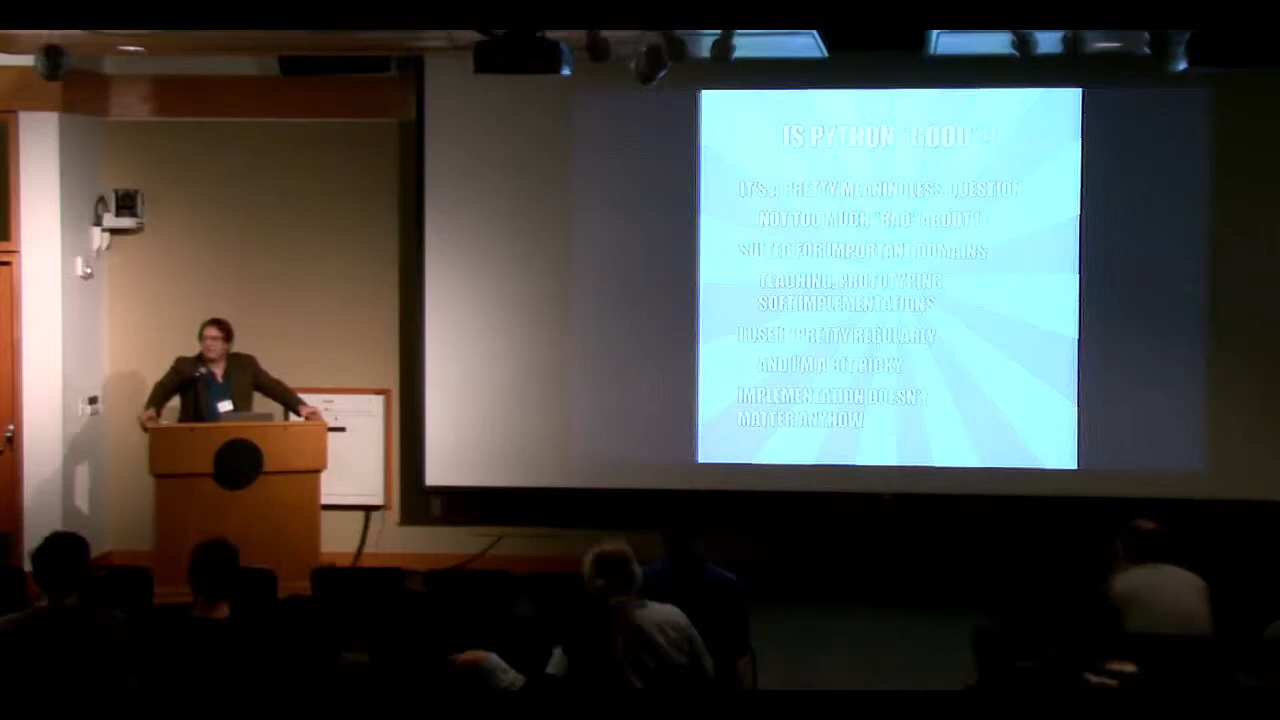 IS PYTHON "GOOD"?
IT'S A PRETTY MEANINGLESS QUESTION
NOT TOO MUCH "BAD" ABOUT IT
SUITED FOR IMPORTANT DOMAINS
TEACHING, PROTOTYPING
SOFT IMPLEMENTATIONS
I USE IT PRETTY REGULARLY
AND I'M A BIT PICKY
IMPLEMENTATION DOESN'T
MATTER ANYHOW